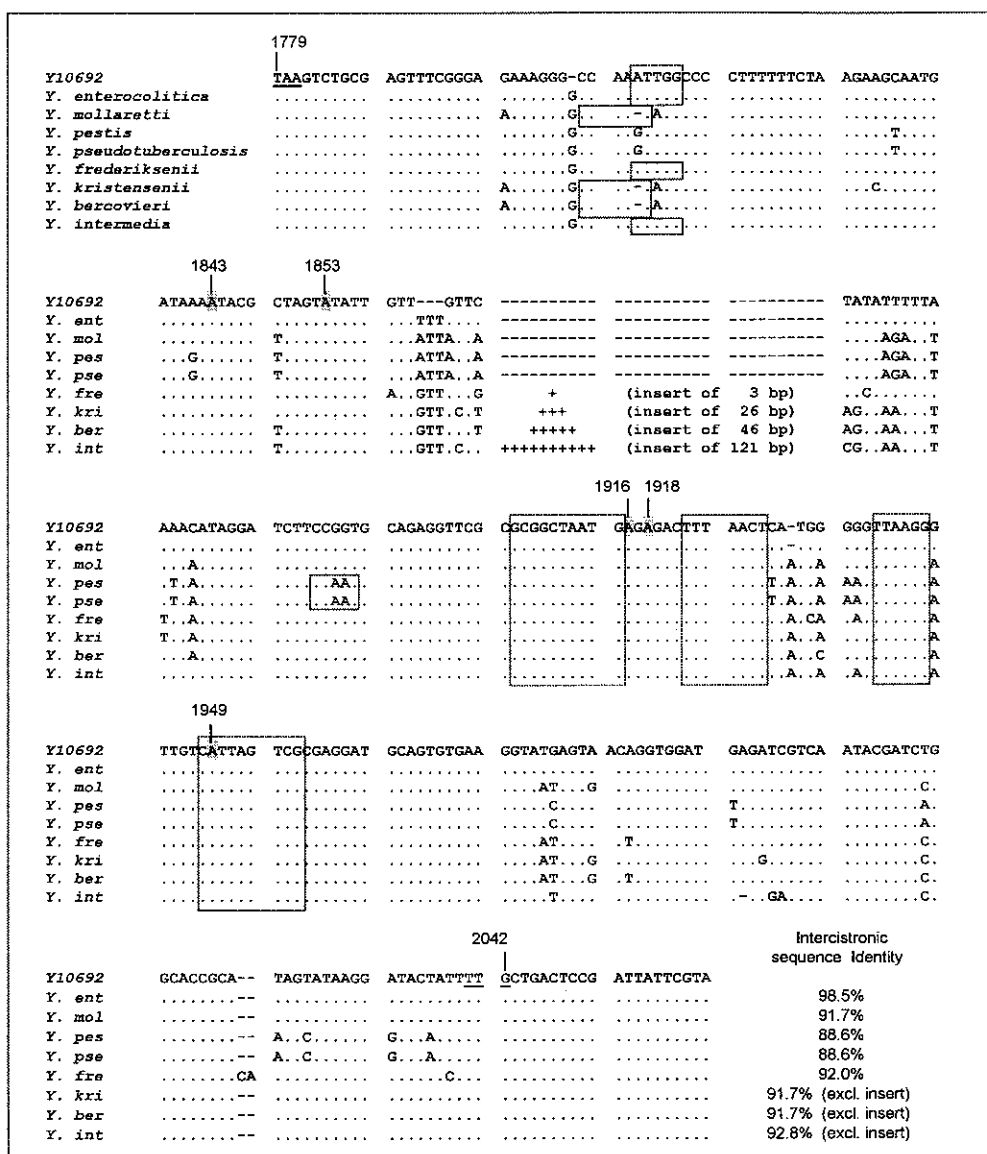 1779
Y10692 TAAGTCTGCG AGTTTCGGGA GAAAGGG-CC AAATTGGCCC CTTTTTTCTA AGAAGCAATG
Y. enterocolitica .......... .......... .......G.. .......... .......... ..........
Y. mollaretti .......... .......... A......G.. ...-.A.... .......... ..........
Y. pestis .......... .......... .......G.. ...G...... .......... .....T....
Y. pseudotuberculosis .......... .......... .......G.. ...G...... .......... .....T....
Y. frederiksenii .......... .......... .......G.. .......... .......... ..........
Y. kristensenii .......... .......... A......G.. ...-.A.... .......... ...C......
Y. bercovieri .......... .......... A......G.. ...-.A.... .......... ..........
Y. intermedia .......... .......... .......G.. .......... .......... ..........
1843 1853
Y10692 ATAAAATACG CTAGTATATT GTT---GTTC ---------- ---------- ---------- TATATTTTTA
Y. ent .......... .......... ...TTT.... ---------- ---------- ---------- ..........
Y. mol .......... T......... ...ATTA..A ---------- ---------- ---------- ....AGA..T
Y. pes ...G...... T......... ...ATTA..A ---------- ---------- ---------- ....AGA..T
Y. pse ...G...... T......... ...ATTA..A ---------- ---------- ---------- ....AGA..T
Y. fre .......... .......... A..GTT...G + (insert of 3 bp) ..C.......
Y. kri .......... .......... ...GTT.C.T +++ (insert of 26 bp) AG..AA...T
Y. ber .......... T......... ...GTT...T +++++ (insert of 46 bp) AG..AA...T
Y. int .......... T......... ...GTT.C.. ++++++++++ (insert of 121 bp) CG..AA...T
1916 1918
Y10692 AAACATAGGA TCTTCCGGTG CAGAGGTTCG CGCGGCTAAT GAGAGACTTT AACTCA-TGG GGGTTAAGGG
Y. ent .......... .......... .......... .......... .......... ......-... ..........
Y. mol ...A...... .......... .......... .......... .......... ......A..A .........A
Y. pes .T.A...... ......AA.. .......... .......... .......... ....T.A..A AA.......A
Y. pse .T.A...... ......AA.. .......... .......... .......... ....T.A..A AA.......A
Y. fre T..A...... .......... .......... .......... .......... ......A.CA .A.......A
Y. kri T..A...... .......... .......... .......... .......... ......A..A .........A
Y. ber ...A...... .......... .......... .......... .......... ......A..C .........A
Y. int .......... .......... .......... .......... .......... ......A..A .A.......A
1949
Y10692 TTGTCATTAG TCGCGAGGAT GCAGTGTGAA GGTATGAGTA ACAGGTGGAT GAGATCGTCA ATACGATCTG
Y. ent .......... .......... .......... .......... .......... .......... ..........
Y. mol .......... .......... .......... ....AT...G .......... .......... ........C.
Y. pes .......... .......... .......... .....C.... .......... T......... ........A.
Y. pse .......... .......... .......... .....C.... .......... T......... ........A.
Y. fre .......... .......... .......... ....AT.... .T........ .......... ........C.
Y. kri .......... .......... .......... ....AT...G .......... ...G...... ........C.
Y. ber .......... .......... .......... ....AT...G .T........ .......... ........C.
Y. int .......... .......... .......... .....T.... .......... .-..GA.... ........C.
2042 Intercistronic
sequence Identity
Y10692 GCACCGCA-- TAGTATAAGG ATACTATTTT GCTGACTCCG ATTATTCGTA
Y. ent ........-- .......... .......... .......... .......... 98.5%
Y. mol ........-- .......... .......... .......... .......... 91.7%
Y. pes ........-- A..C...... G...A..... .......... .......... 88.6%
Y. pse ........-- A..C...... G...A..... .......... .......... 88.6%
Y. fre ........CA .......... .......C.. .......... .......... 92.0%
Y. kri ........-- .......... .......... .......... .......... 91.7% (excl. insert)
Y. ber ........-- .......... .......... .......... .......... 91.7% (excl. insert)
Y. int ........-- .......... .......... .......... .......... 92.8% (excl. insert)